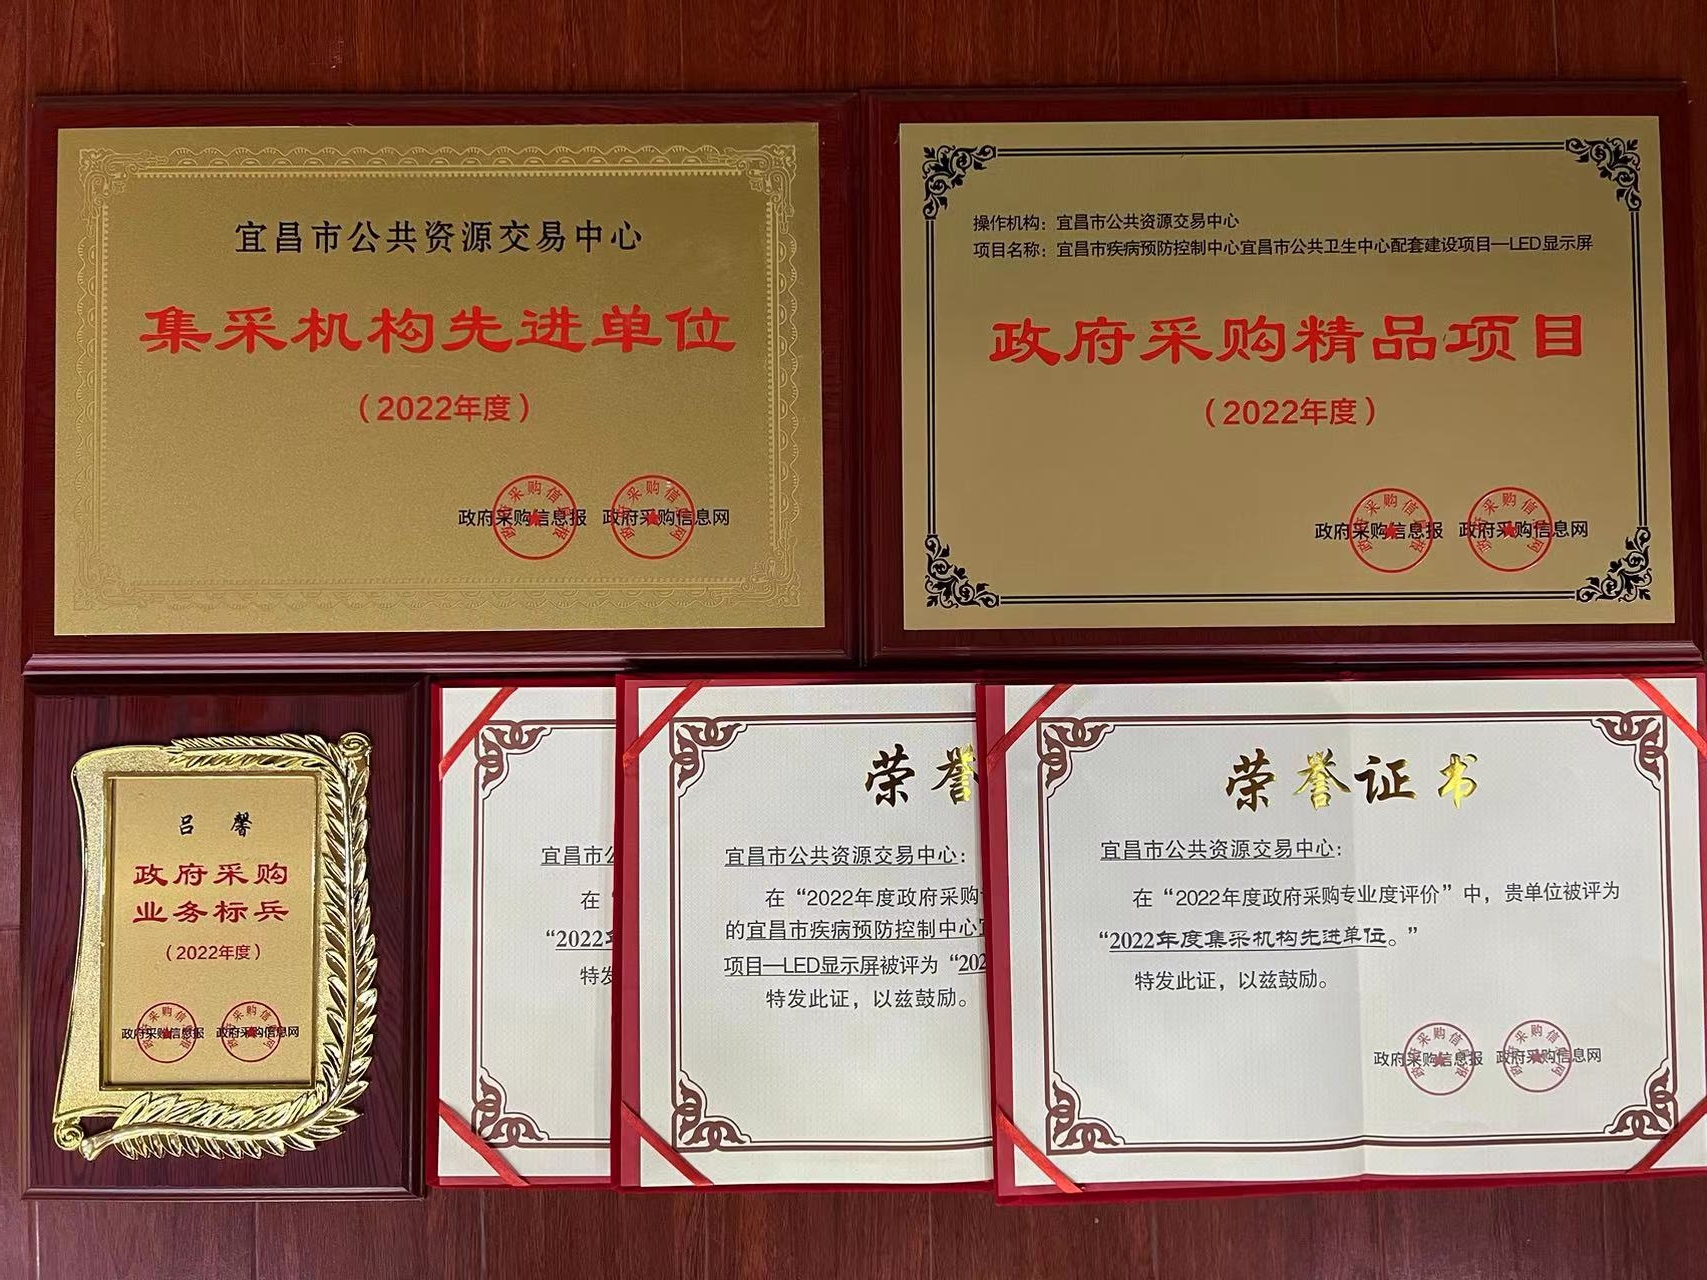 宜昌市公共资源交易中心
集采机构先进单位
（2022年度）
政府采购信息报 政府采购信息网
操作机构：宜昌市公共资源交易中心
项目名称：宜昌市疾病预防控制中心宜昌市公共卫生中心配套建设项目—LED显示屏
政府采购精品项目
（2022年度）
政府采购信息报 政府采购信息网
吕 馨
政府采购
业务标兵
（2022年度）
政府采购信息报 政府采购信息网
宜昌市公
在“
“2022年
特发
荣誉
宜昌市公共资源交易中心：
在“2022年度政府采购
的宜昌市疾病预防控制中心宜
项目—LED显示屏被评为“202
特发此证，以兹鼓励。
荣誉证书
宜昌市公共资源交易中心：
在“2022年度政府采购专业度评价”中，贵单位被评为
“2022年度集采机构先进单位。”
特发此证，以兹鼓励。
政府采购信息报 政府采购信息网